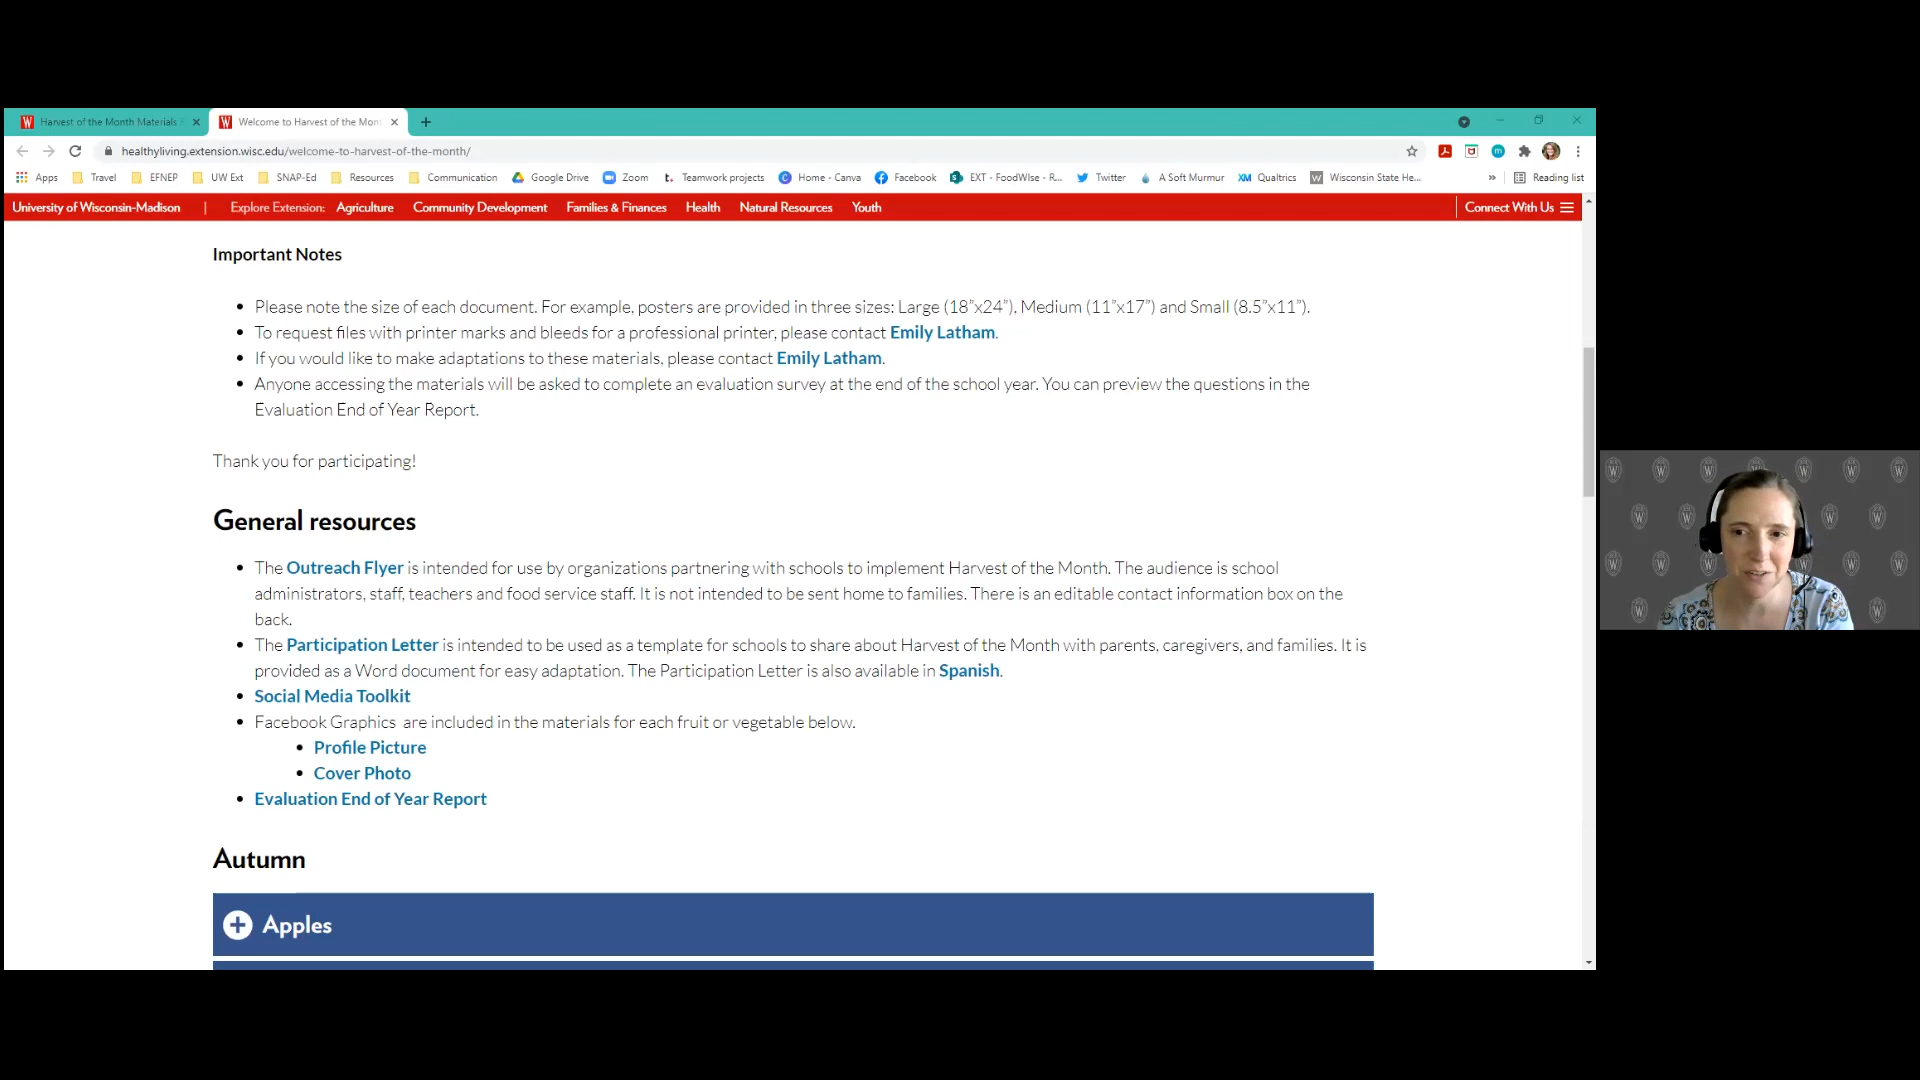 Harvest of the Month Materials
Welcome to Harvest of the Mon
healthyliving.extension.wisc.edu/welcome-to-harvest-of-the-month/
Apps Travel EFNEP UW Ext SNAP-Ed Resources Communication Google Drive Zoom Teamwork projects Home - Canva Facebook EXT - FoodWIse - R... Twitter A Soft Murmur XM Qualtrics Wisconsin State He... » Reading list
University of Wisconsin-Madison | Explore Extension: Agriculture Community Development Families & Finances Health Natural Resources Youth Connect With Us
Important Notes
• Please note the size of each document. For example, posters are provided in three sizes: Large (18”x24”), Medium (11”x17”) and Small (8.5”x11”).
• To request files with printer marks and bleeds for a professional printer, please contact Emily Latham.
• If you would like to make adaptations to these materials, please contact Emily Latham.
• Anyone accessing the materials will be asked to complete an evaluation survey at the end of the school year. You can preview the questions in the
Evaluation End of Year Report.
Thank you for participating!
General resources
• The Outreach Flyer is intended for use by organizations partnering with schools to implement Harvest of the Month. The audience is school
administrators, staff, teachers and food service staff. It is not intended to be sent home to families. There is an editable contact information box on the
back.
• The Participation Letter is intended to be used as a template for schools to share about Harvest of the Month with parents, caregivers, and families. It is
provided as a Word document for easy adaptation. The Participation Letter is also available in Spanish.
• Social Media Toolkit
• Facebook Graphics are included in the materials for each fruit or vegetable below.
• Profile Picture
• Cover Photo
• Evaluation End of Year Report
Autumn
Apples